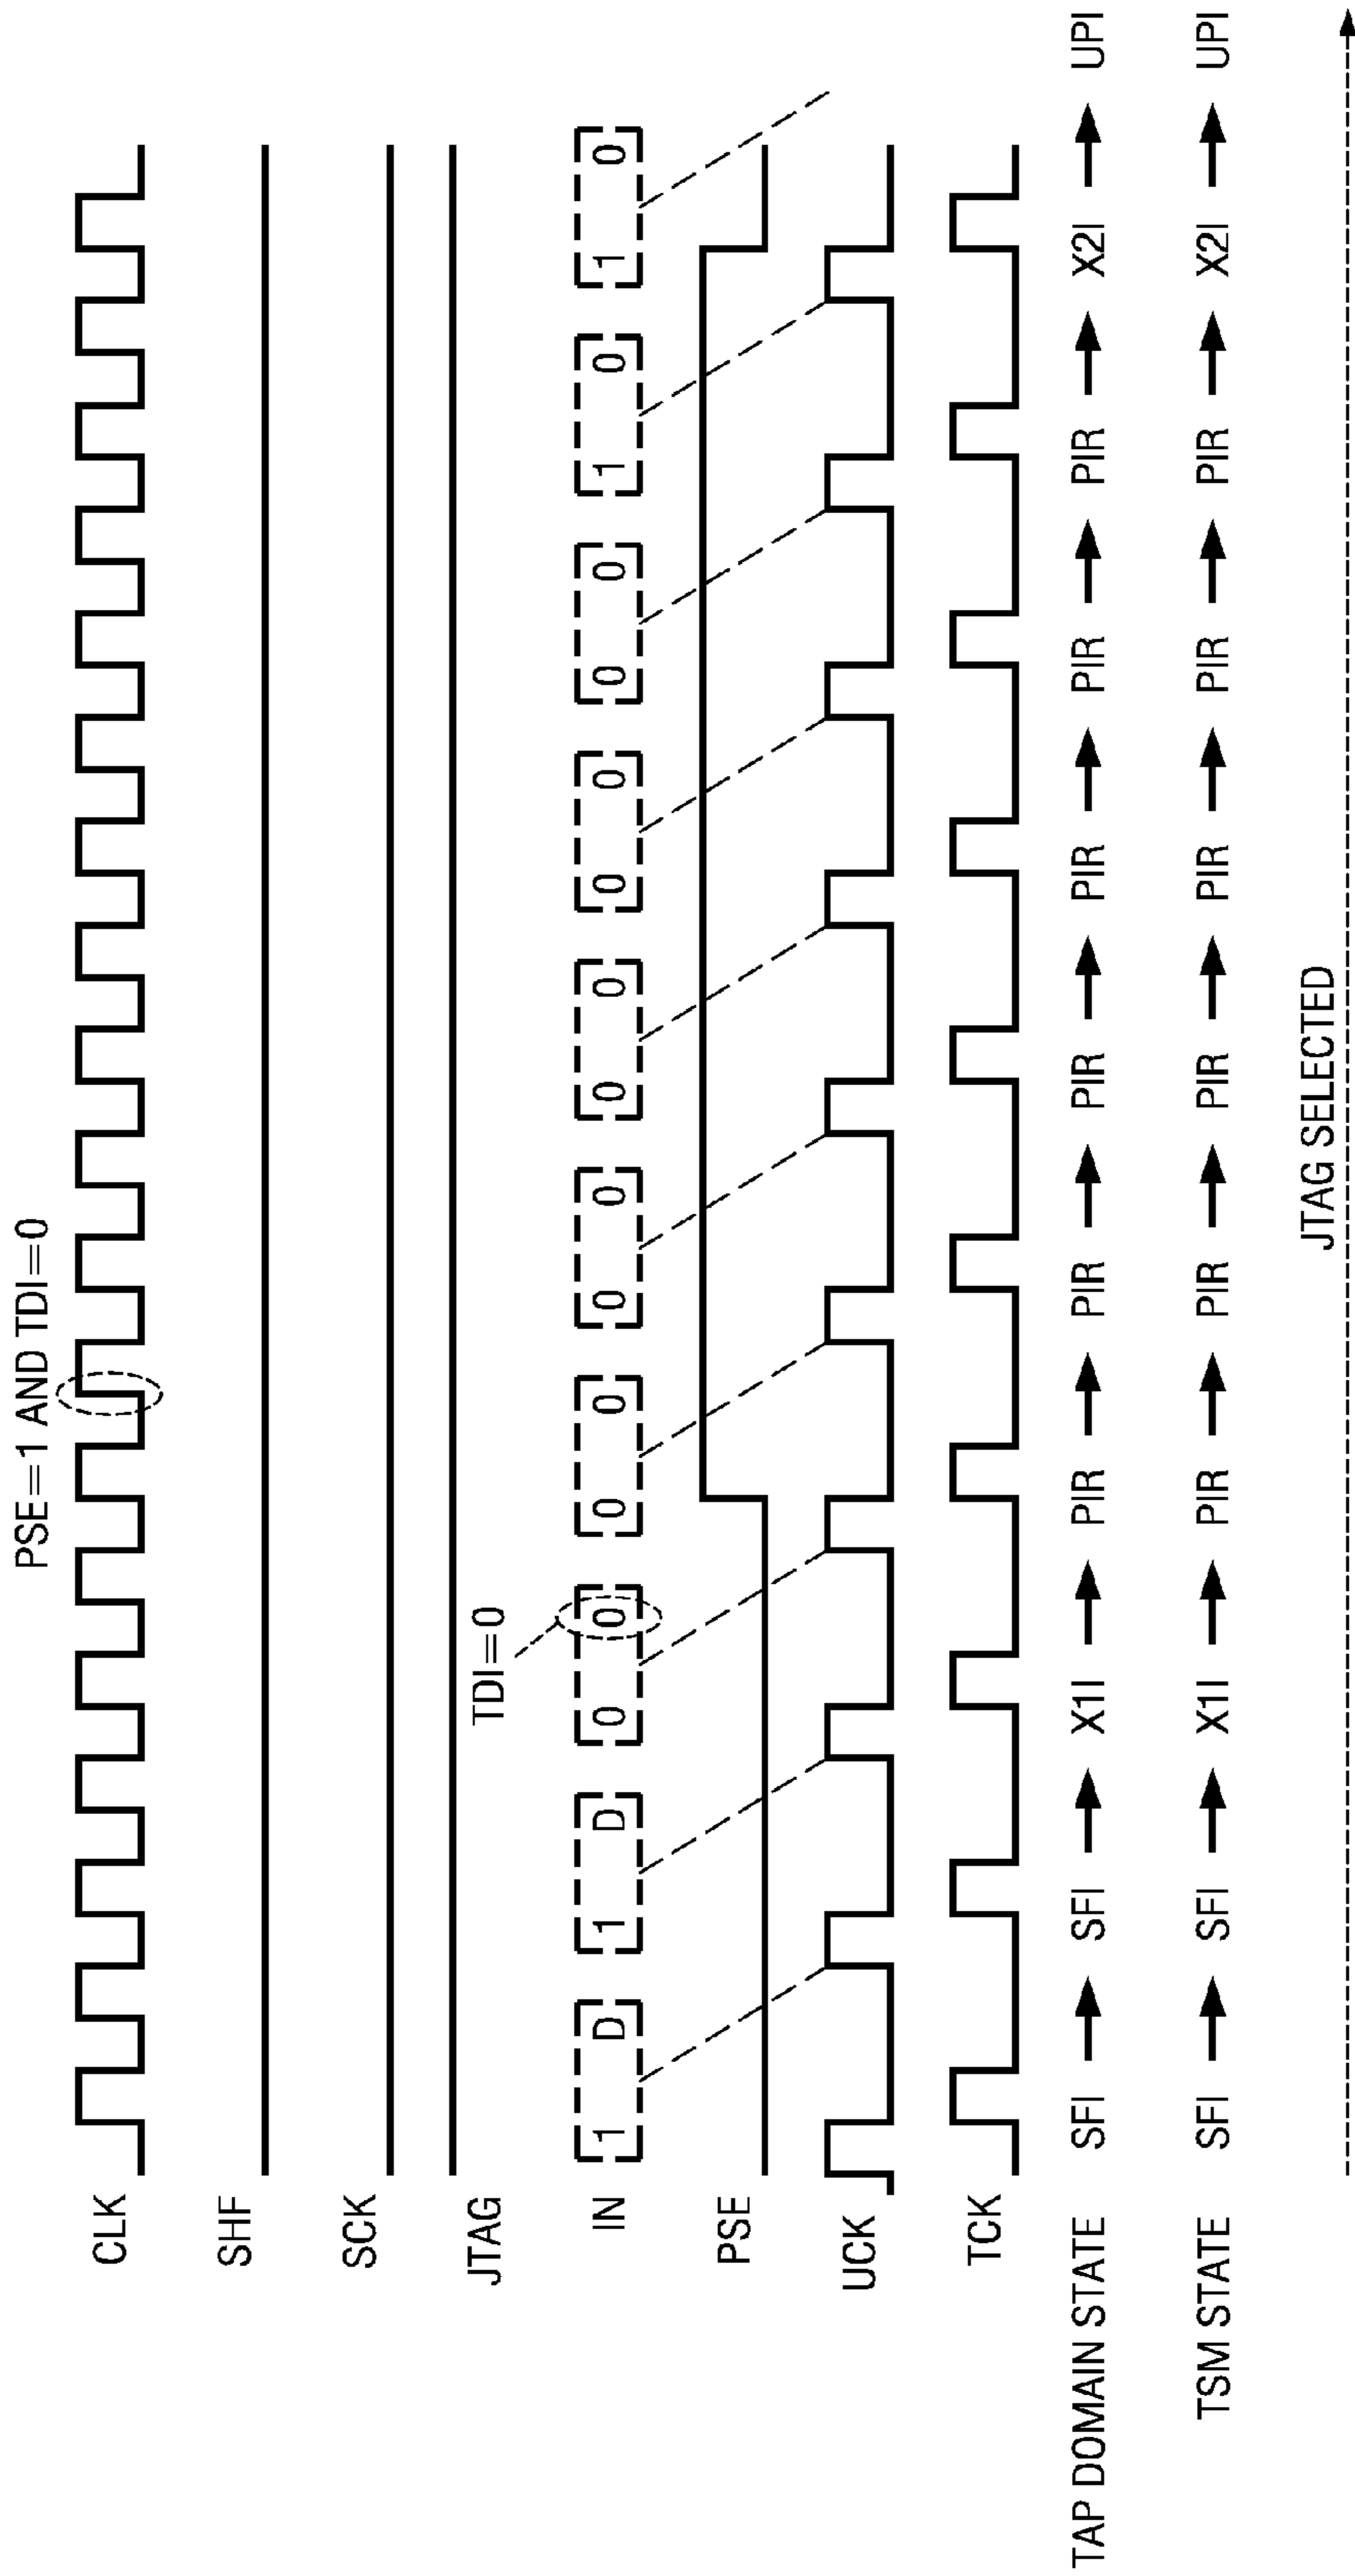 PSE=1 AND TDI=0
CLK
SHF
SCK
JTAG
TDI=0
IN 1 D 1 D 0 0 0 0 0 0 0 0 0 0 0 0 1 0 1 0
PSE
UCK
TCK
TAP DOMAIN STATE SFI SFI X1I PIR PIR PIR PIR PIR PIR X2I UPI
TSM STATE SFI SFI X1I PIR PIR PIR PIR PIR PIR X2I UPI
JTAG SELECTED